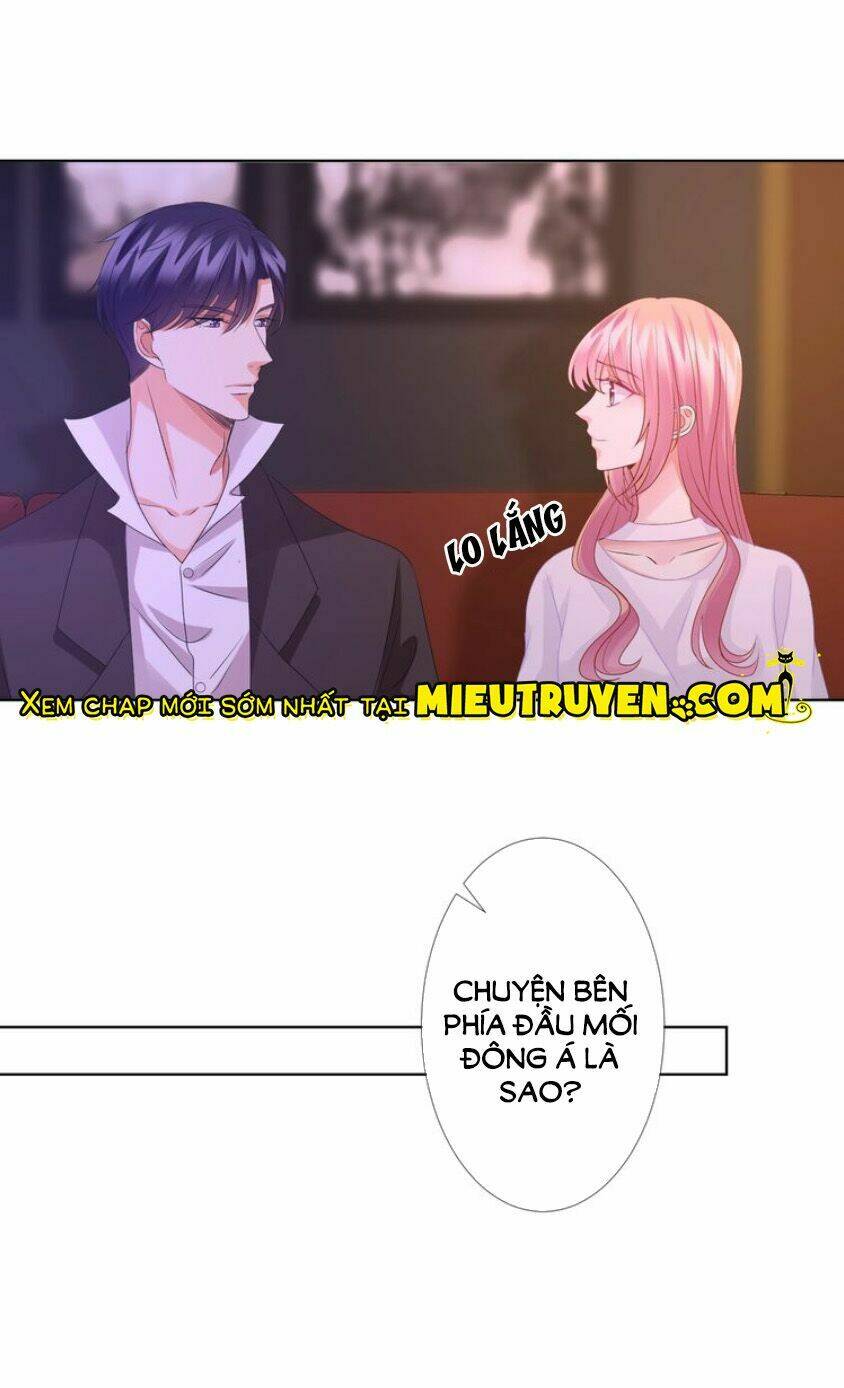 LO LẮNG
XEM CHAP MỚI SỚM NHẤT TẠI MIEUTRUYEN.COM
CHUYỆN BÊN
PHÍA ĐẦU MỐI
ĐÔNG Á LÀ
SAO?